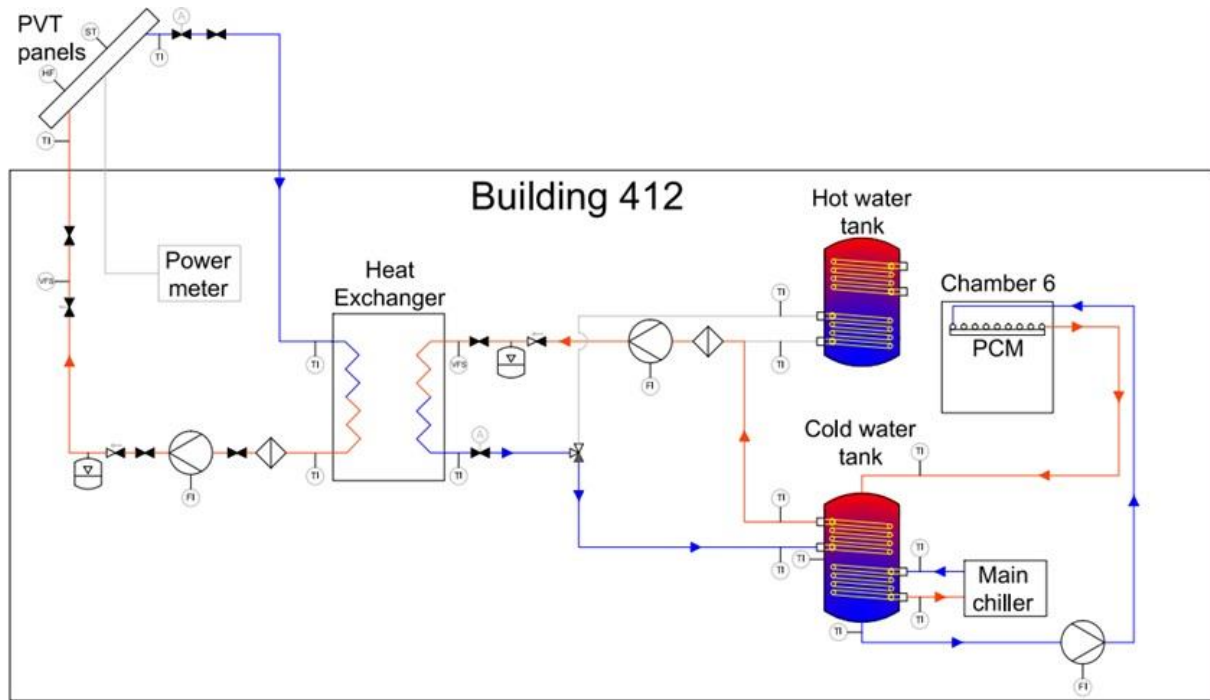 PVT
panels
ST
A
HF
TI
TI
Building 412
Hot water
tank
Power
meter
VFS
Heat
Exchanger
TI
Chamber 6
PCM
TI
VFS
TI
FI
A
Cold water
tank
TI
TI
TI
FI
TI
TI
TI
TI
Main
chiller
TI
TI
FI